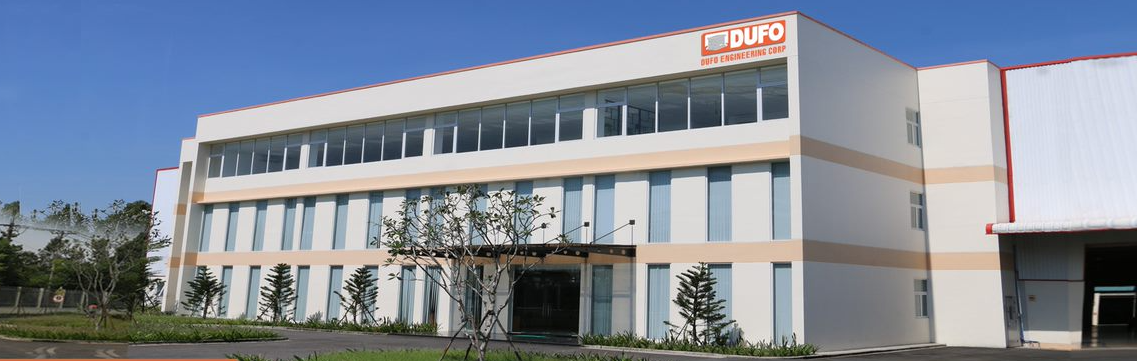 DUFO
DUFO ENGINEERING CORP